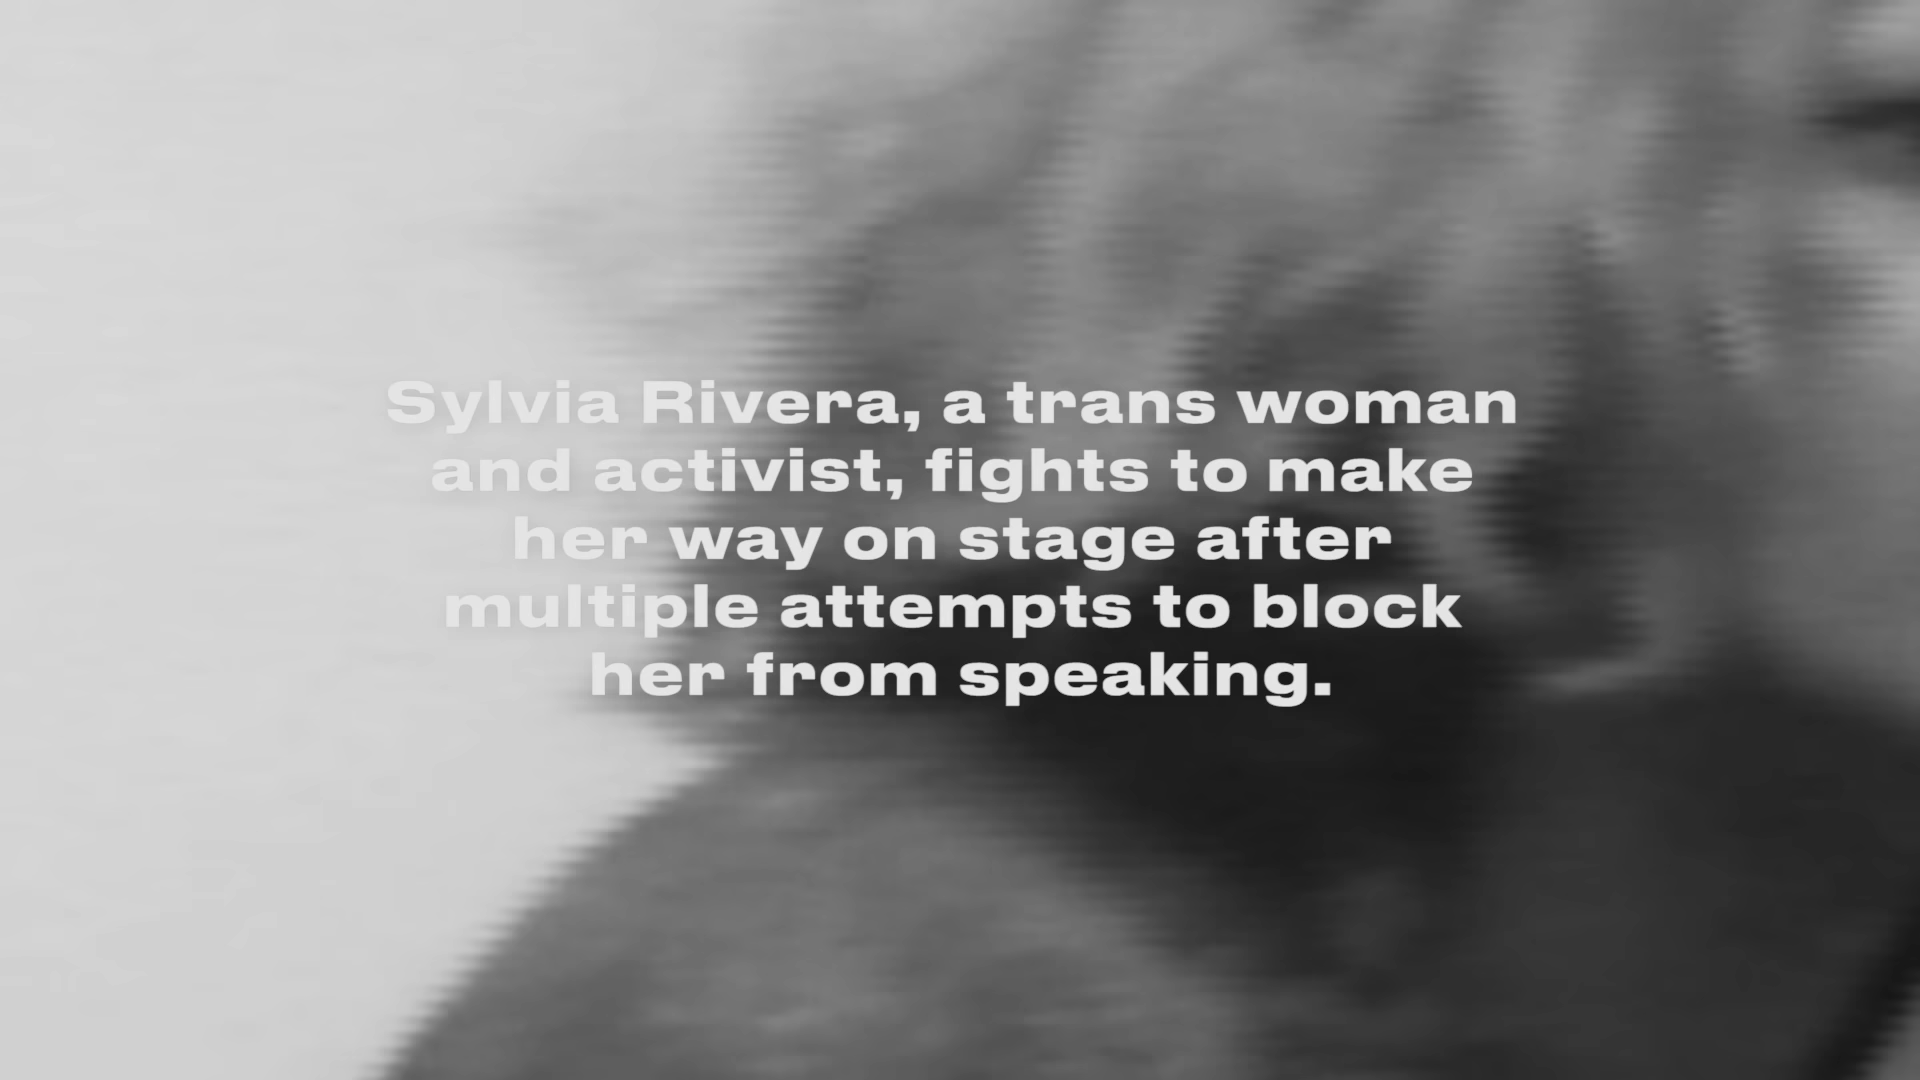 Sylvia Rivera, a trans woman
and activist, fights to make
her way on stage after
multiple attempts to block
her from speaking.